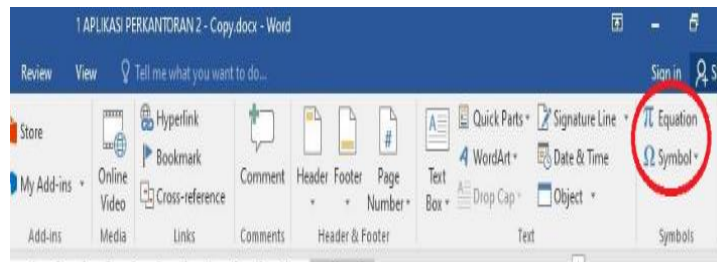 1 APLIKASI PERKANTORAN 2 - Copy.docx - Word
Review View Tell me what you want to do... Sign in
Store
My Add-ins
Add-ins
Online
Video
Media
Hyperlink
Bookmark
Cross-reference
Links
Comment
Comments
Header Footer Page
Number
Header & Footer
Text
Box
Quick Parts
WordArt
Drop Cap
Signature Line
Date & Time
Object
Text
π Equation
Ω Symbol
Symbols